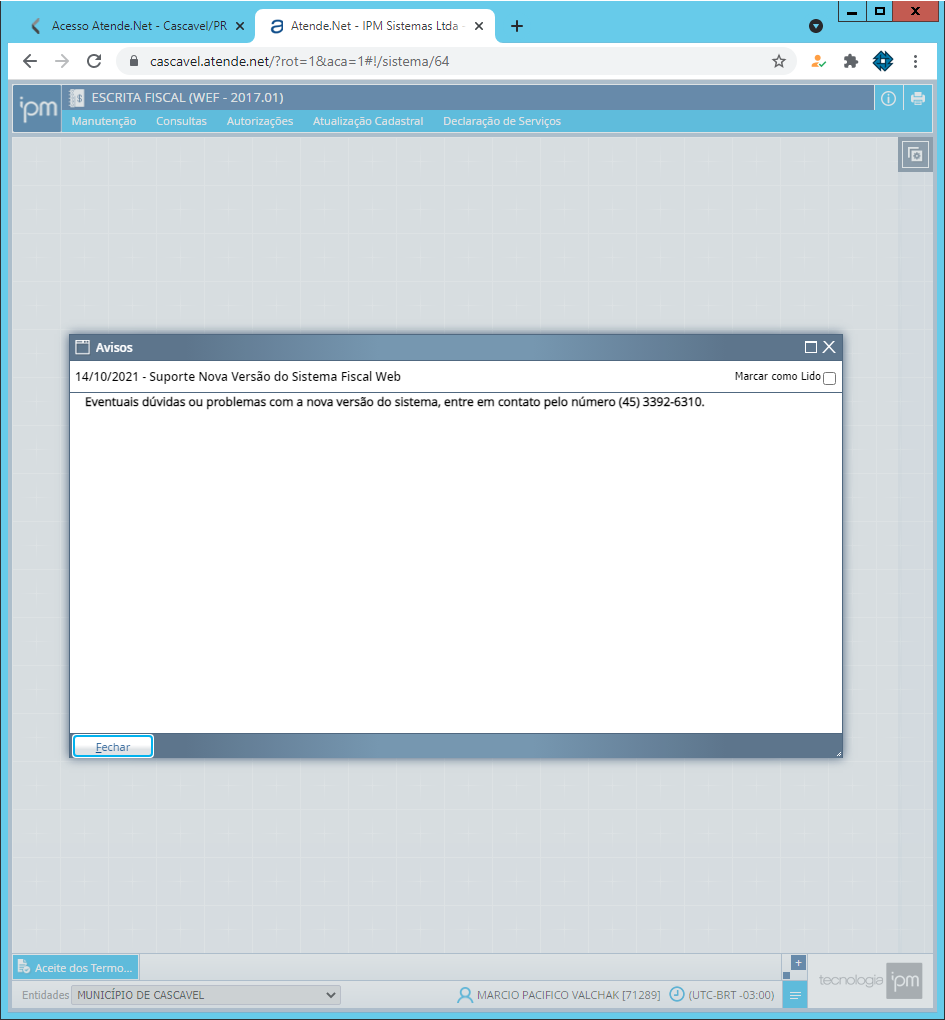 Acesso Atende.Net - Cascavel/PR
Atende.Net - IPM Sistemas Ltda -
cascavel.atende.net/?rot=1&aca=1#!/sistema/64
ipm
ESCRITA FISCAL (WEF - 2017.01)
Manutenção Consultas Autorizações Atualização Cadastral Declaração de Serviços
Avisos
14/10/2021 - Suporte Nova Versão do Sistema Fiscal Web
Marcar como Lido
Eventuais dúvidas ou problemas com a nova versão do sistema, entre em contato pelo número (45) 3392-6310.
Fechar
Aceite dos Termo...
Entidades MUNICÍPIO DE CASCAVEL
MARCIO PACIFICO VALCHAK [71289] (UTC-BRT -03:00)
tecnologia ipm